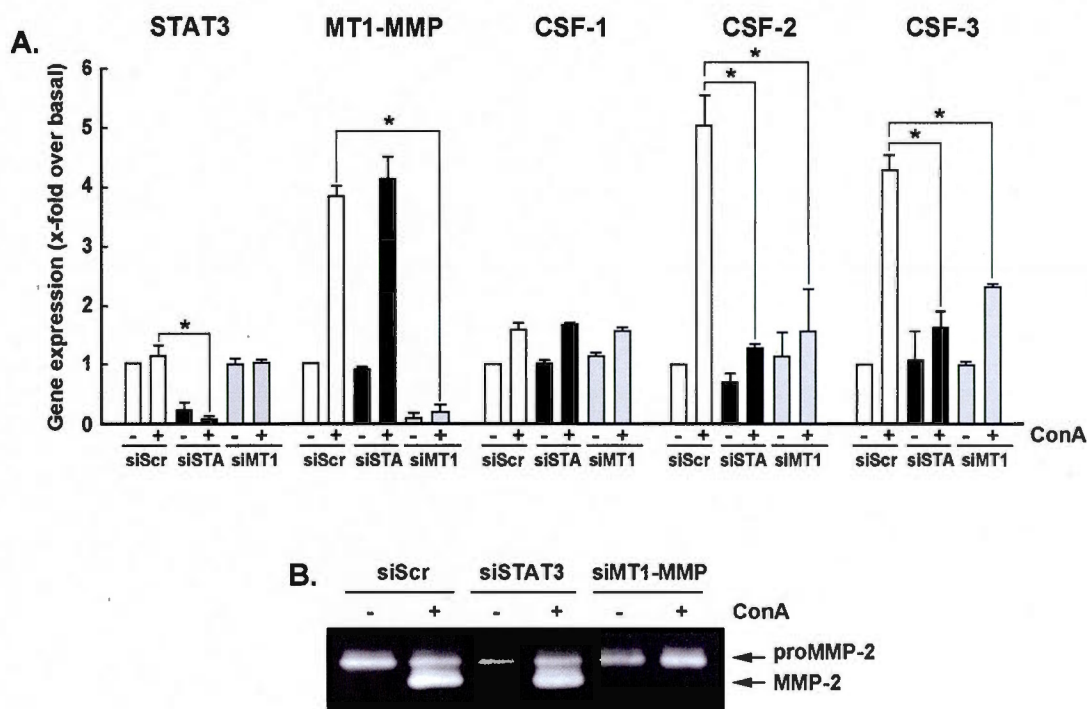 A.
STAT3 MT1-MMP CSF-1 CSF-2 CSF-3
Gene expression (x-fold over basal)
6
5
4
3
2
1
0
* * * * * *
- + - + - + - + - + - + - + - + - + - + - + - + - + - + - + ConA
siScr siSTA siMT1 siScr siSTA siMT1 siScr siSTA siMT1 siScr siSTA siMT1 siScr siSTA siMT1
B.
siScr siSTAT3 siMT1-MMP
- + - + - + ConA
proMMP-2
MMP-2